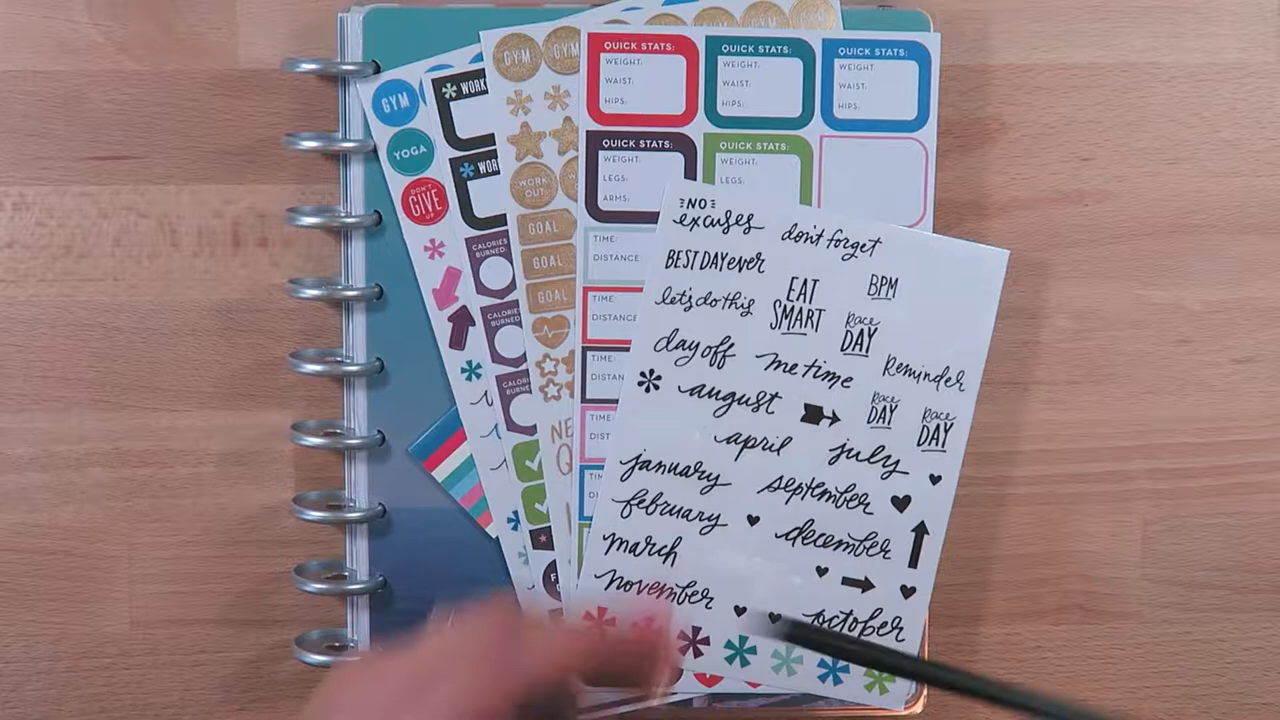 GYM
YOGA
DON'T
GIVE
UP
WORK
WORK
CALORIES
BURNED:
CALORIES
BURNED:
CALORIES
BURNED
GYM
GYM
WORK
OUT
GOAL
GOAL
GOAL
QUICK STATS:
WEIGHT:
WAIST:
HIPS:
QUICK STATS:
WEIGHT:
WAIST:
HIPS:
QUICK STATS:
WEIGHT
WAIST:
HIPS:
QUICK STATS:
WEIGHT:
LEGS:
ARMS:
QUICK STATS:
WEIGHT:
LEGS:
TIME:
DISTANCE
TIME:
DISTANCE
TIME:
DISTAN
TIME:
DIST
NO
excuses
don't forget
BEST DAY ever
let's do this
EAT
SMART
BPM
Race
DAY
day off
me time
Reminder
august
Race
DAY
Race
DAY
april
july
january
september
february
december
march
november
october